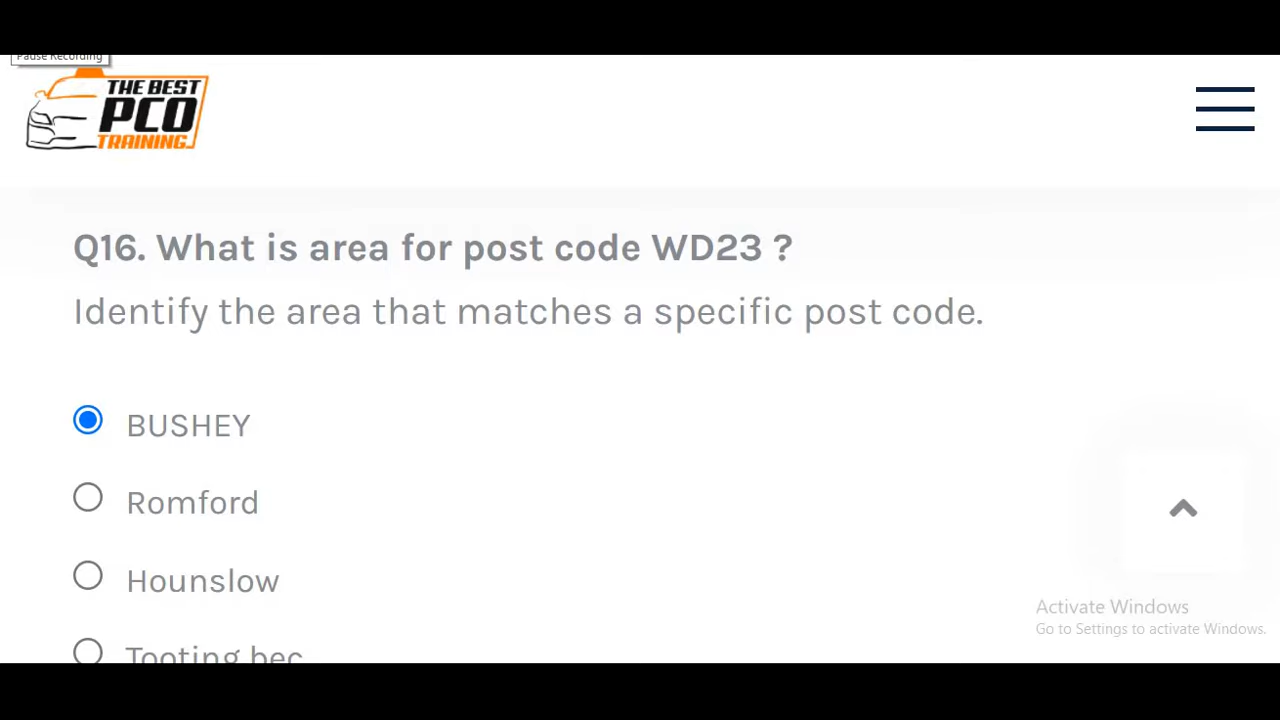 Pause Recording
THE BEST
PCO
TRAINING
Q16. What is area for post code WD23 ?
Identify the area that matches a specific post code.
BUSHEY
Romford
Hounslow
Tooting bec
Activate Windows
Go to Settings to activate Windows.